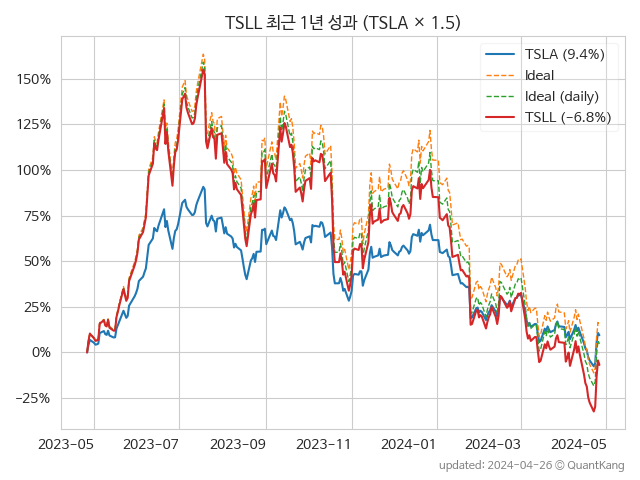 TSLL 최근 1년 성과 (TSLA × 1.5)
TSLA (9.4%)
Ideal
Ideal (daily)
TSLL (−6.8%)
150%
125%
100%
75%
50%
25%
0%
−25%
2023-05 2023-07 2023-09 2023-11 2024-01 2024-03 2024-05
updated: 2024-04-26 © QuantKang